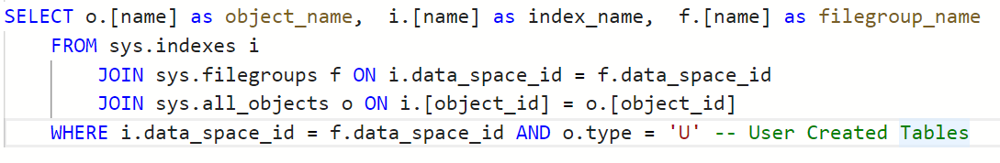 SELECT o.[name] as object_name, i.[name] as index_name, f.[name] as filegroup_name
FROM sys.indexes i
JOIN sys.filegroups f ON i.data_space_id = f.data_space_id
JOIN sys.all_objects o ON i.[object_id] = o.[object_id]
WHERE i.data_space_id = f.data_space_id AND o.type = 'U' -- User Created Tables